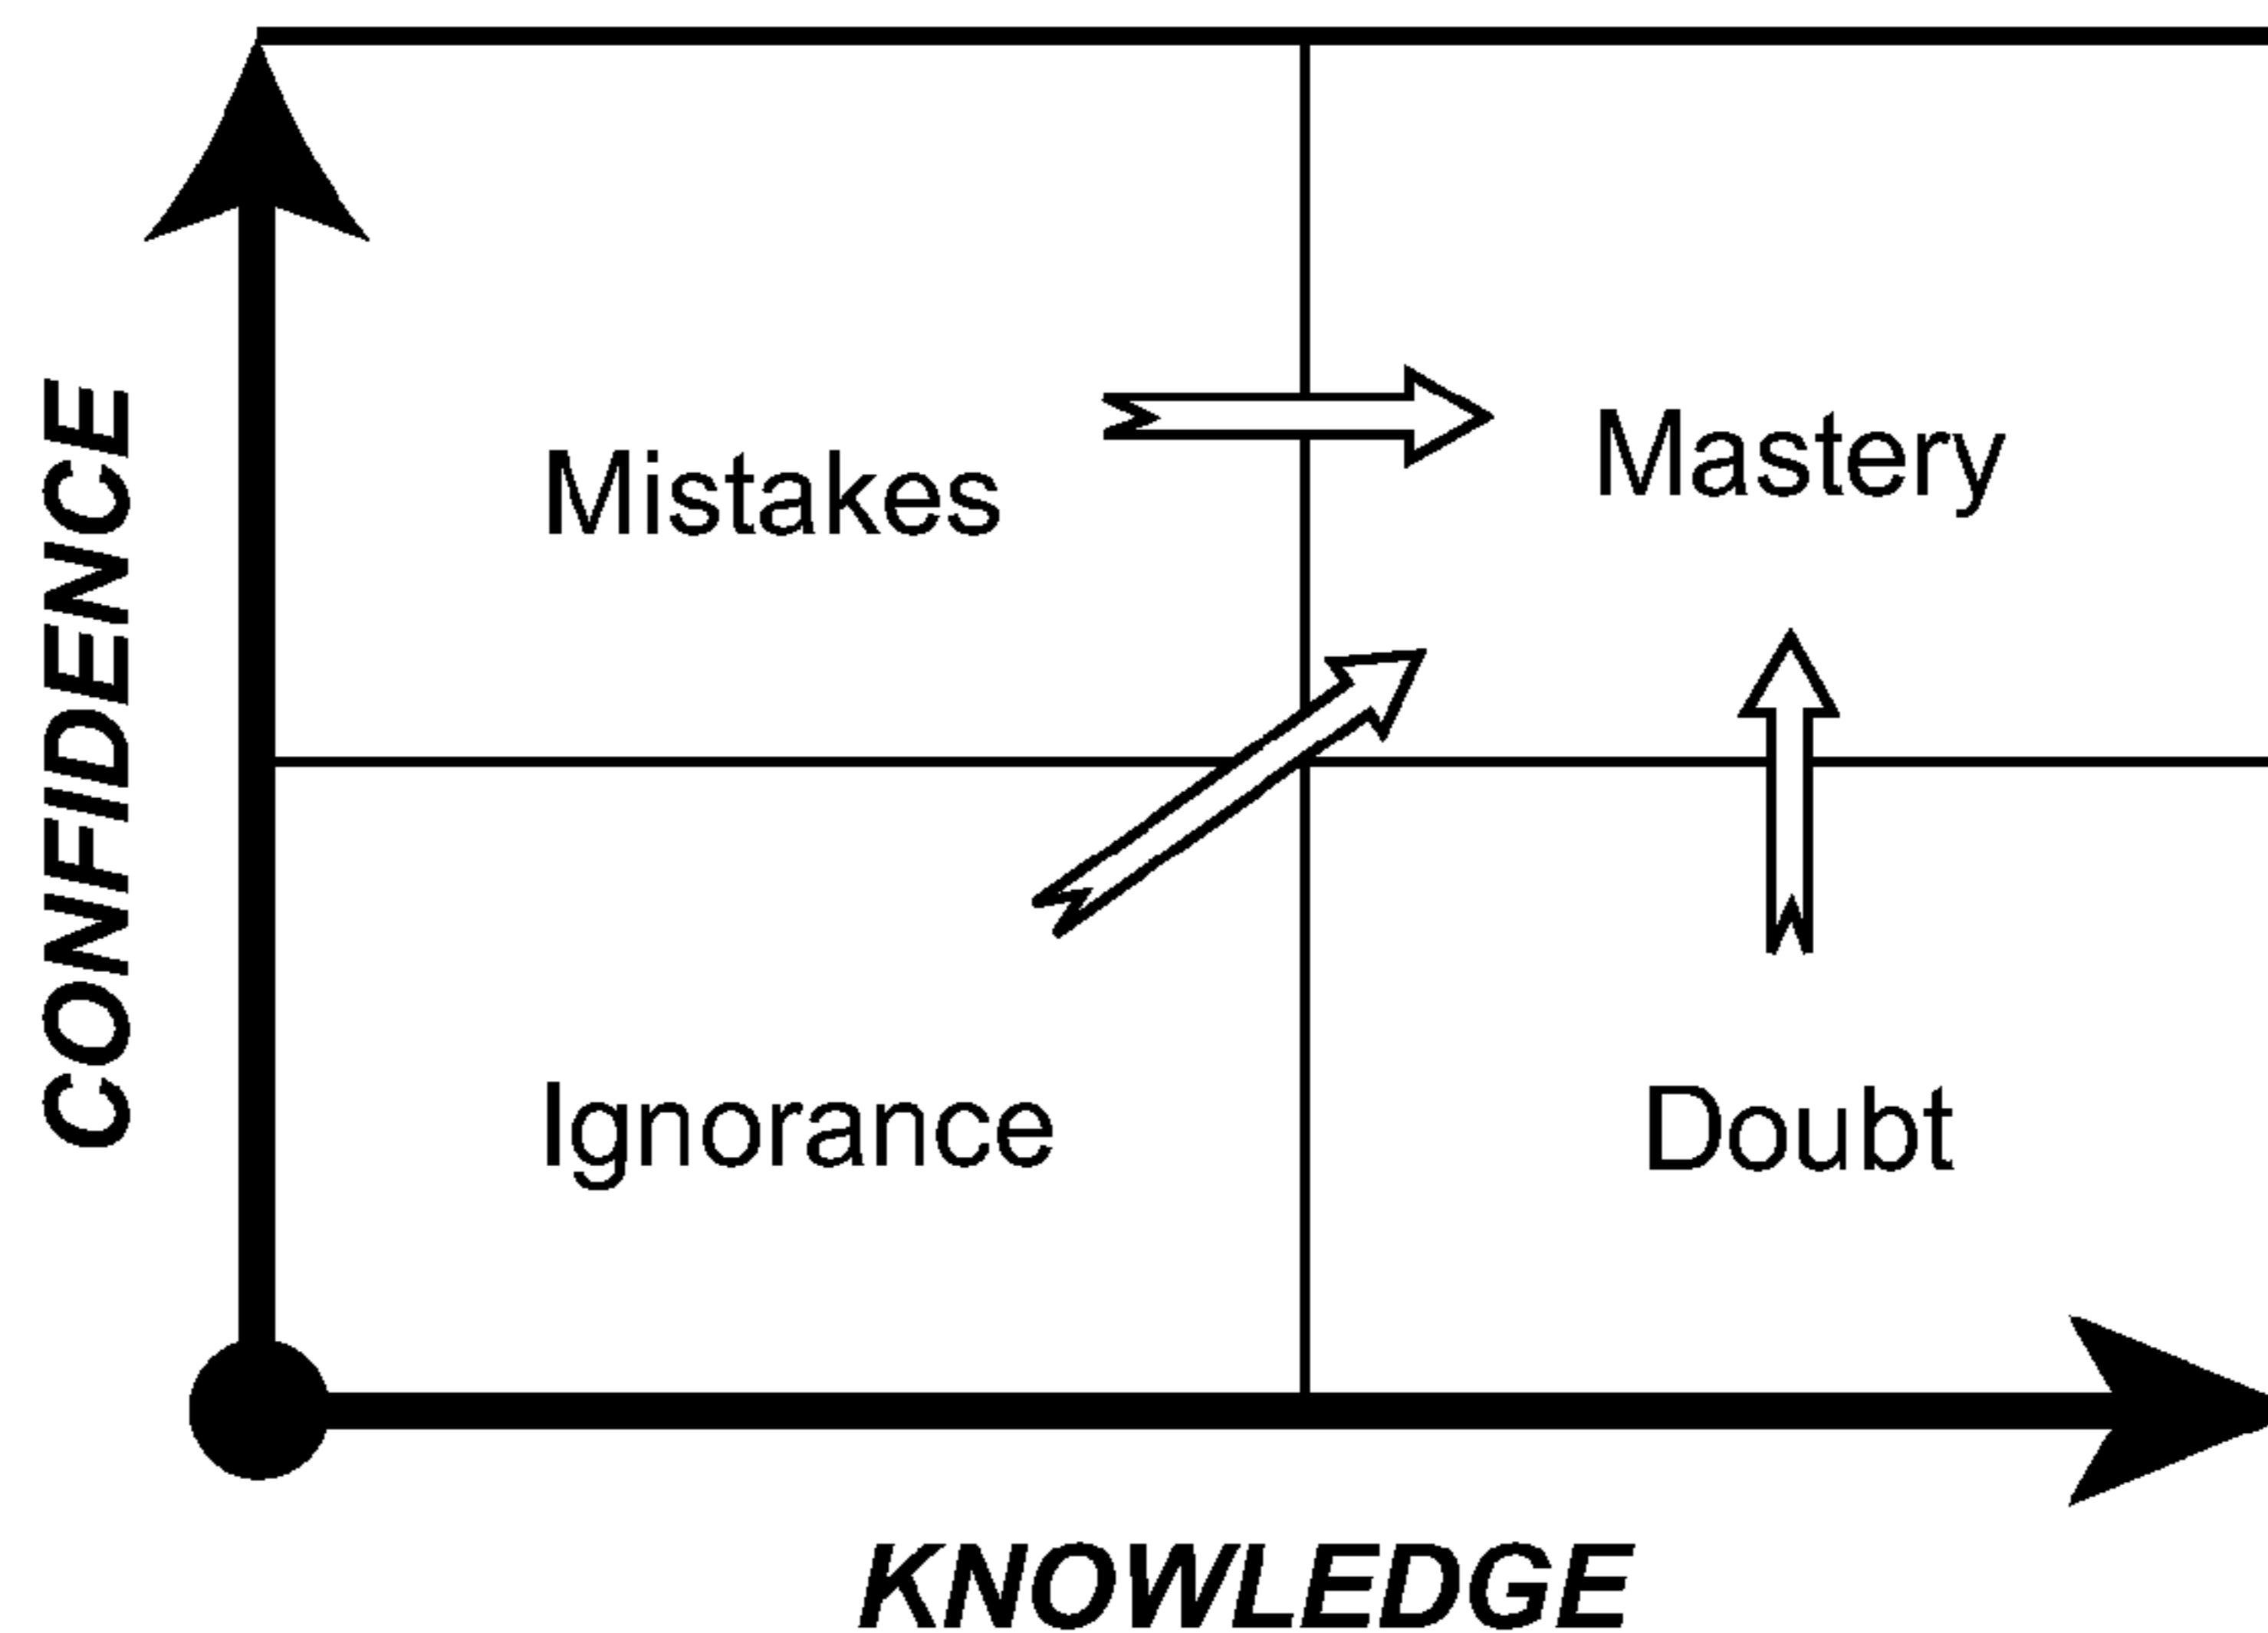 CONFIDENCE
Mistakes
Mastery
Ignorance
Doubt
KNOWLEDGE